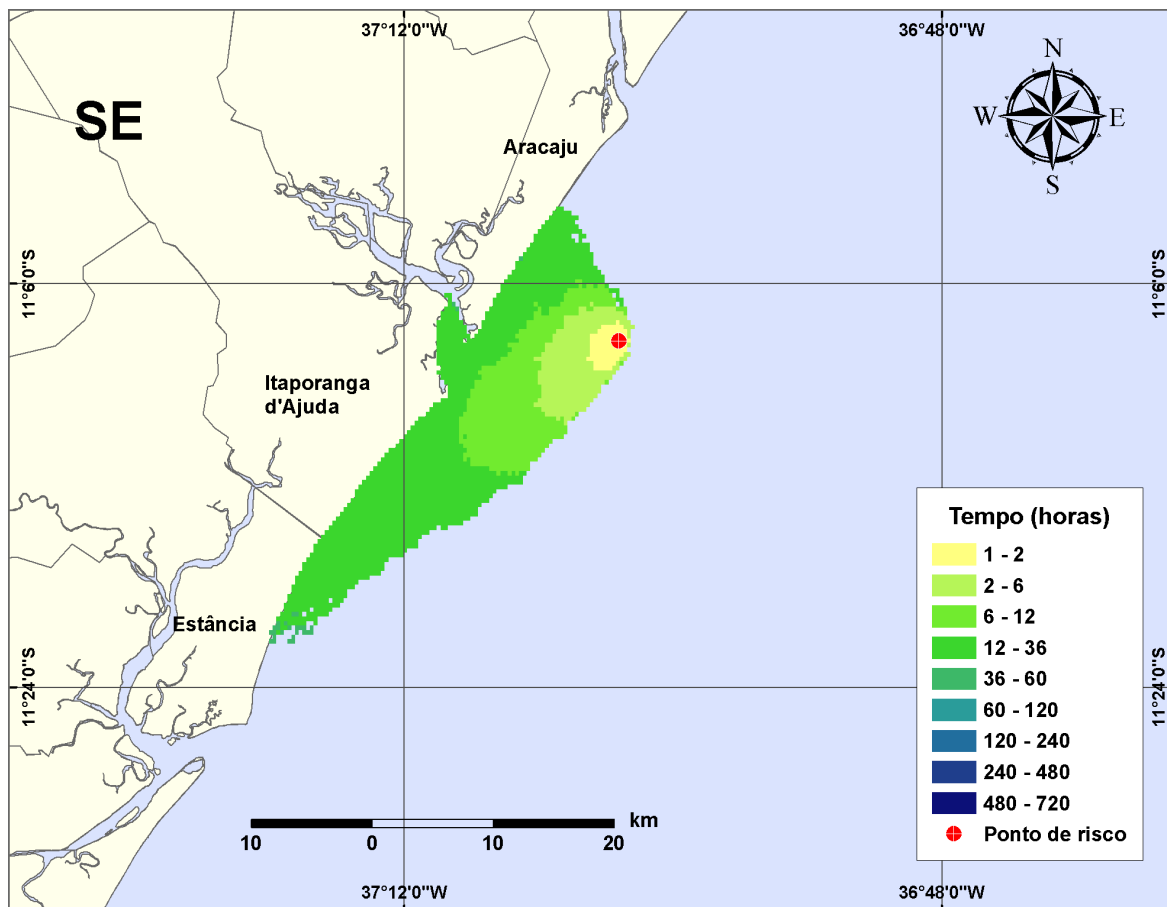 37°12'0"W
36°48'0"W
N
W
E
S
SE
Aracaju
11°6'0"S
11°6'0"S
Itaporanga
d'Ajuda
Estância
11°24'0"S
11°24'0"S
Tempo (horas)
1 - 2
2 - 6
6 - 12
12 - 36
36 - 60
60 - 120
120 - 240
240 - 480
480 - 720
Ponto de risco
km
10 0 10 20
37°12'0"W
36°48'0"W